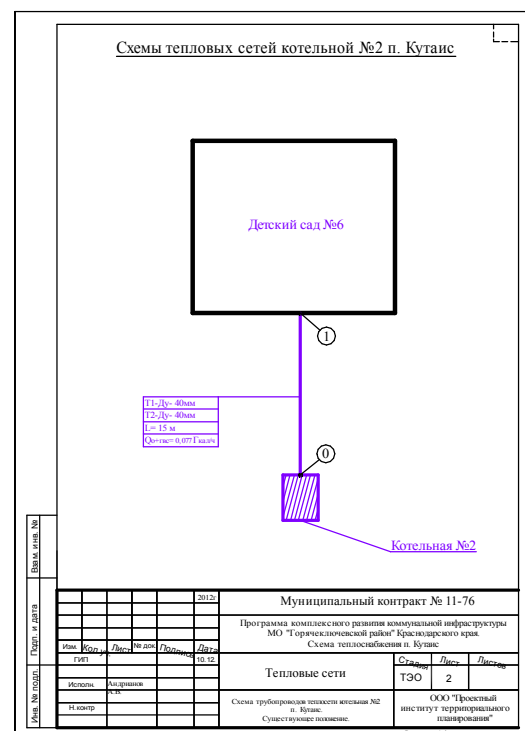 Схемы тепловых сетей котельной №2 п. Кутаис
Детский сад №6
1
Т1-Ду- 40мм
Т2-Ду- 40мм
L= 15 м
Qо+гвс= 0,077 Гкал/ч
0
Котельная №2
Взам. инв. №
Подп. и дата
Инв. № подл.
2012г
Муниципальный контракт № 11-76
Программа комплексного развития коммунальной инфраструктуры
МО "Горячеключевской район" Краснодарского края.
Схема теплоснабжения п. Кутаис
Изм. Кол.уч. Лист № док Подпись Дата
ГИП 10.12.
Тепловые сети
Стадия Лист Листов
ТЭО 2
Исполн. Андрианов А.В.
Н.контр
Схема трубопроводов теплосети котельная №2
п. Кутаис.
Существующее положение.
ООО "Проектный
институт территориального
планирования"